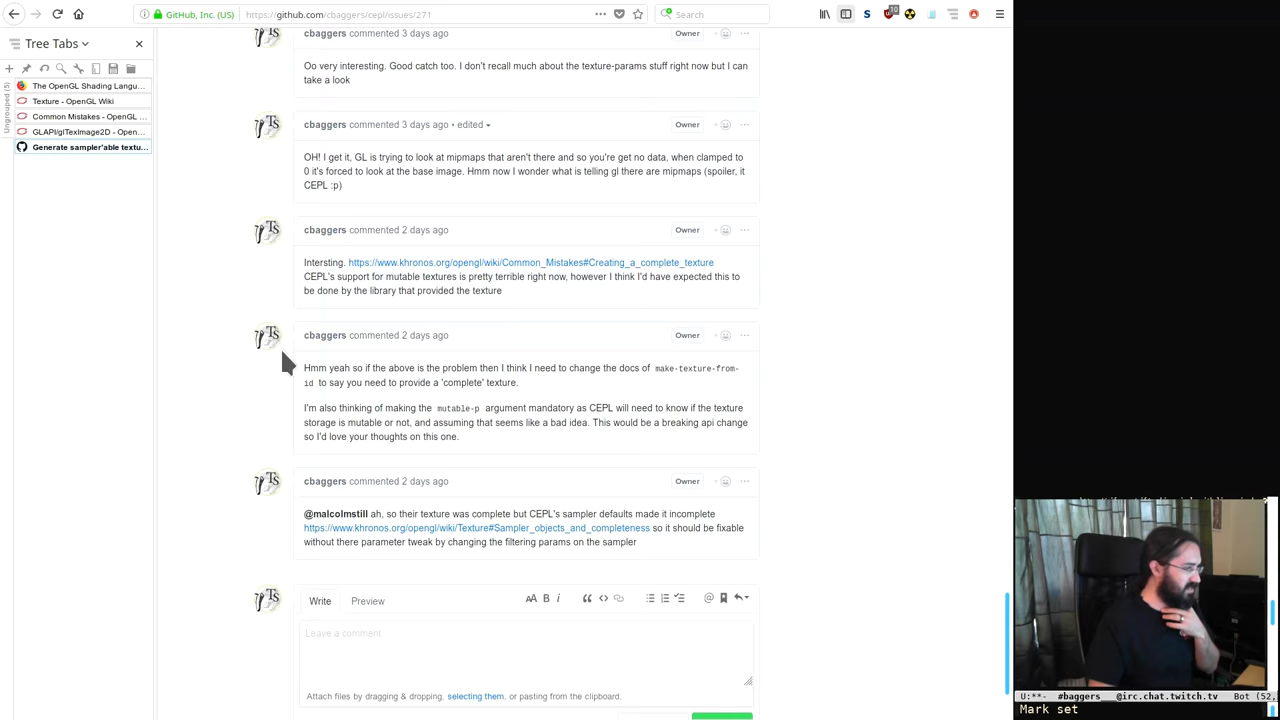 GitHub, Inc. (US)
https://github.com/cbaggers/cepl/issues/271
Search
10
Tree Tabs
Ungrouped (5)
The OpenGL Shading Langu...
Texture - OpenGL Wiki
Common Mistakes - OpenGL ...
GLAPI/glTexImage2D - Open...
Generate sampler'able textu...
cbaggers commented 3 days ago Owner
Oo very interesting. Good catch too. I don't recall much about the texture-params stuff right now but I can
take a look
cbaggers commented 3 days ago • edited Owner
OH! I get it, GL is trying to look at mipmaps that aren't there and so you're get no data, when clamped to
0 it's forced to look at the base image. Hmm now I wonder what is telling gl there are mipmaps (spoiler, it
CEPL :p)
cbaggers commented 2 days ago Owner
Intersting. https://www.khronos.org/opengl/wiki/Common_Mistakes#Creating_a_complete_texture
CEPL's support for mutable textures is pretty terrible right now, however I think I'd have expected this to
be done by the library that provided the texture
cbaggers commented 2 days ago Owner
Hmm yeah so if the above is the problem then I think I need to change the docs of make-texture-from-
id to say you need to provide a 'complete' texture.
I'm also thinking of making the mutable-p argument mandatory as CEPL will need to know if the texture
storage is mutable or not, and assuming that seems like a bad idea. This would be a breaking api change
so I'd love your thoughts on this one.
cbaggers commented 2 days ago Owner
@malcolmstill ah, so their texture was complete but CEPL's sampler defaults made it incomplete
https://www.khronos.org/opengl/wiki/Texture#Sampler_objects_and_completeness so it should be fixable
without there parameter tweak by changing the filtering params on the sampler
Write Preview
Leave a comment
Attach files by dragging & dropping, selecting them, or pasting from the clipboard.
U:**- #baggers__@irc.chat.twitch.tv Bot (52,
Mark set